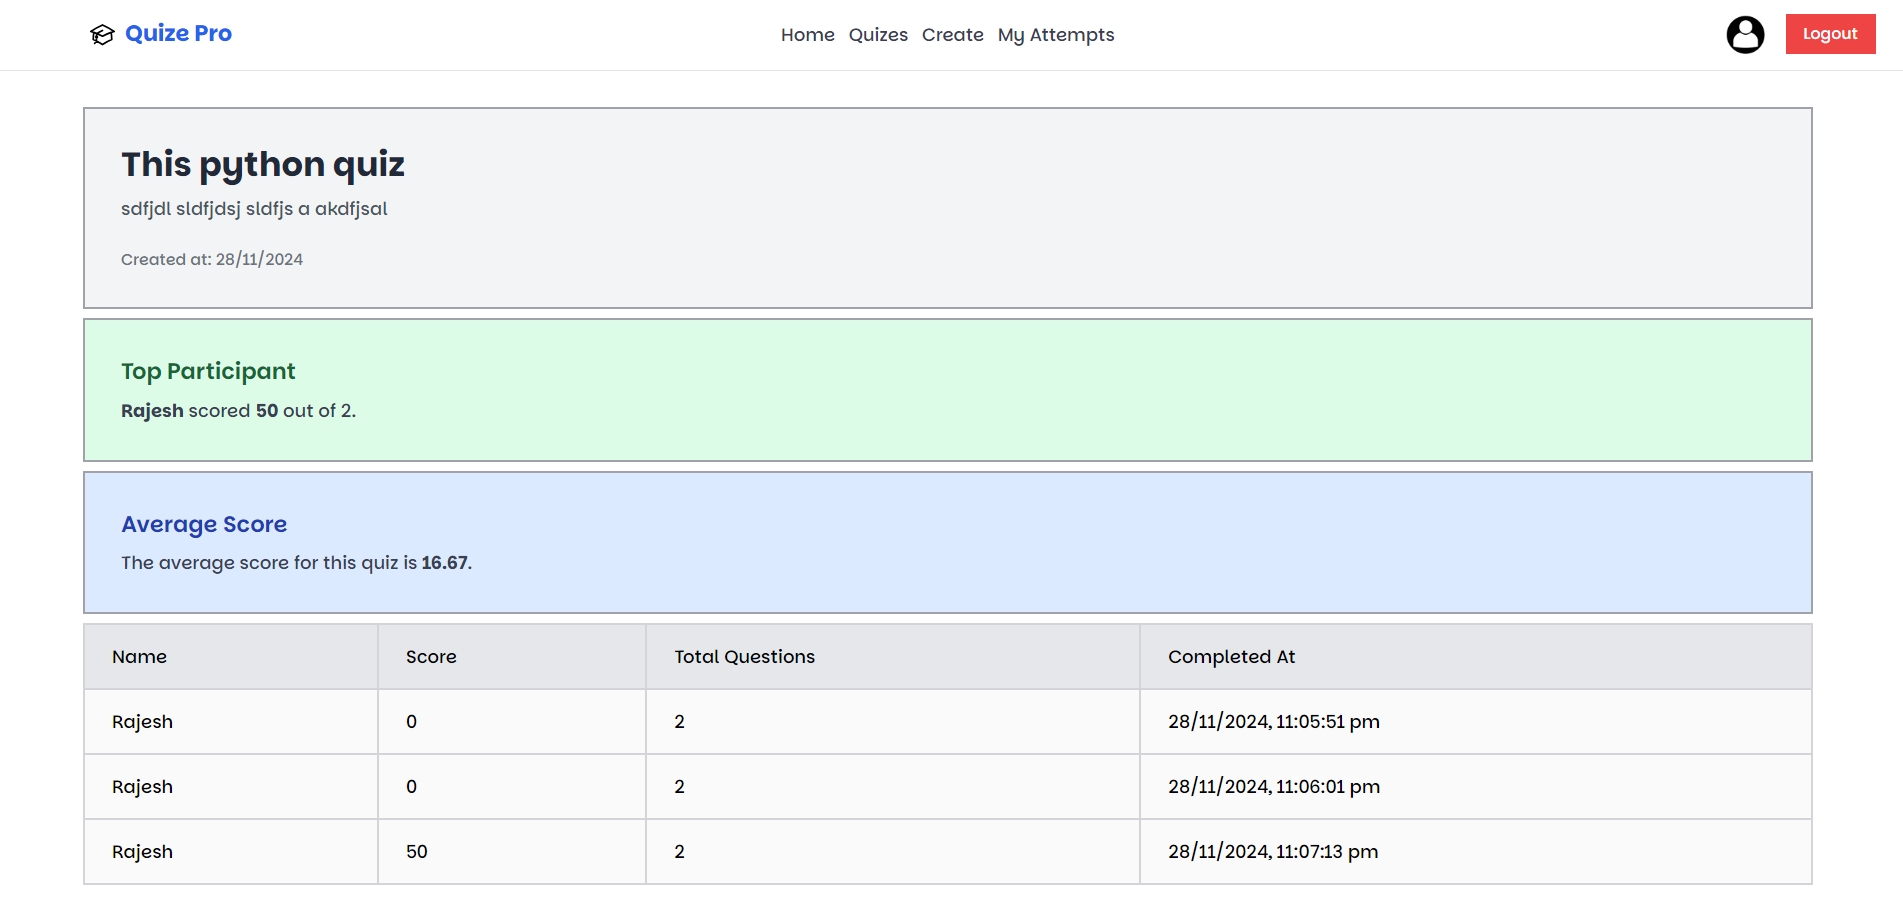 Quize Pro
Home Quizes Create My Attempts
Logout
This python quiz
sdfjdl sldfjdsj sldfjs a akdfjsal
Created at: 28/11/2024
Top Participant
Rajesh scored 50 out of 2.
Average Score
The average score for this quiz is 16.67.
Name Score Total Questions Completed At
Rajesh 0 2 28/11/2024, 11:05:51 pm
Rajesh 0 2 28/11/2024, 11:06:01 pm
Rajesh 50 2 28/11/2024, 11:07:13 pm